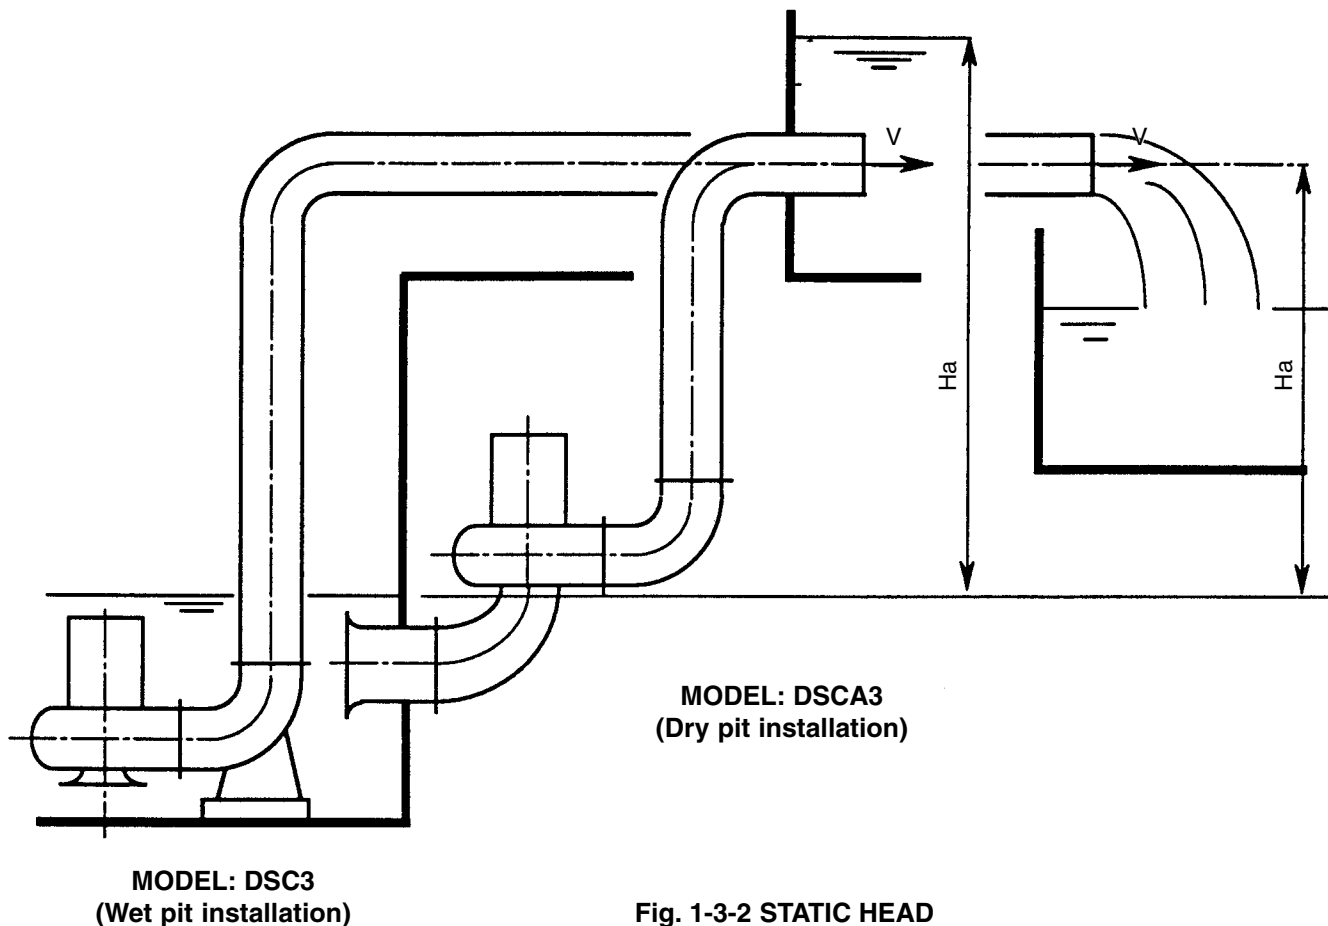 V
V
Ha
Ha
MODEL: DSCA3
(Dry pit installation)
MODEL: DSC3
(Wet pit installation)
Fig. 1-3-2 STATIC HEAD